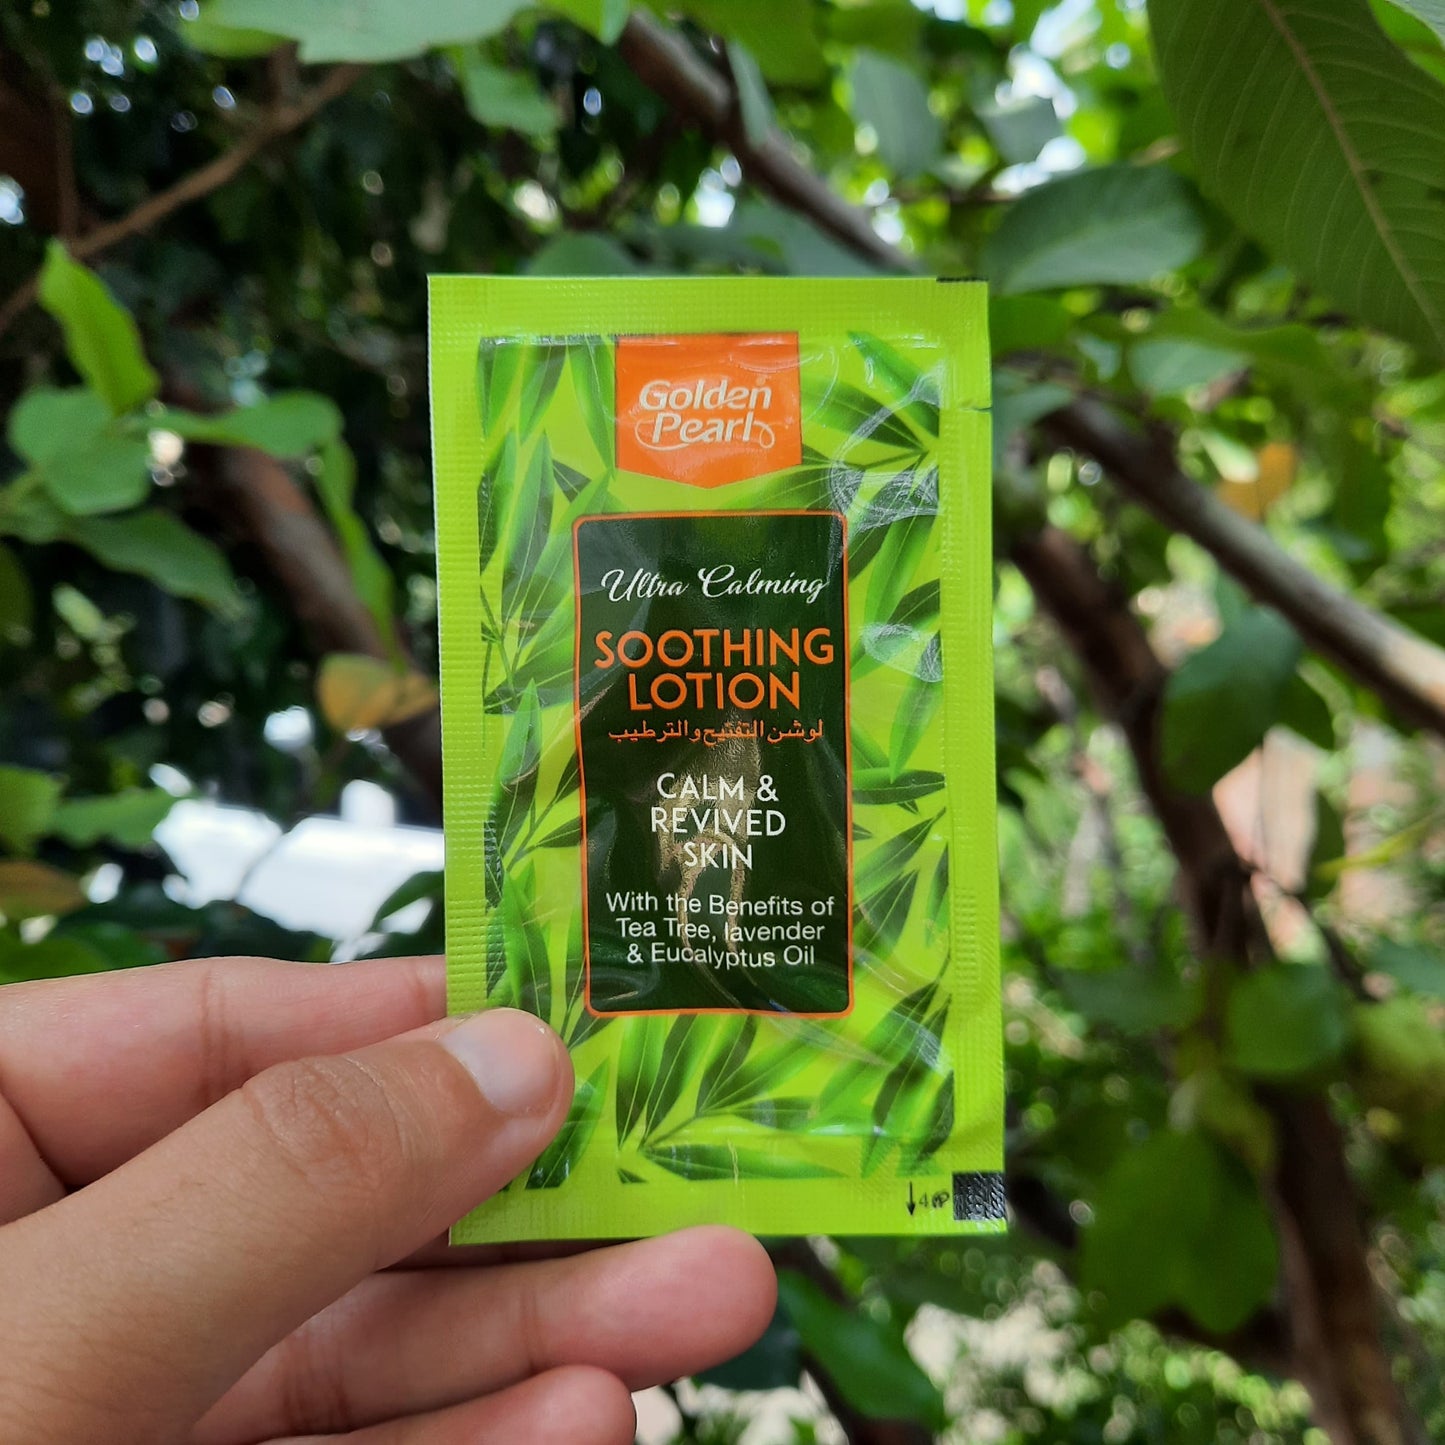 Golden
Pearl
Ultra Calming
SOOTHING
LOTION
لوشن التفتيح والترطيب
CALM &
REVIVED
SKIN
With the Benefits of
Tea Tree, lavender
& Eucalyptus Oil